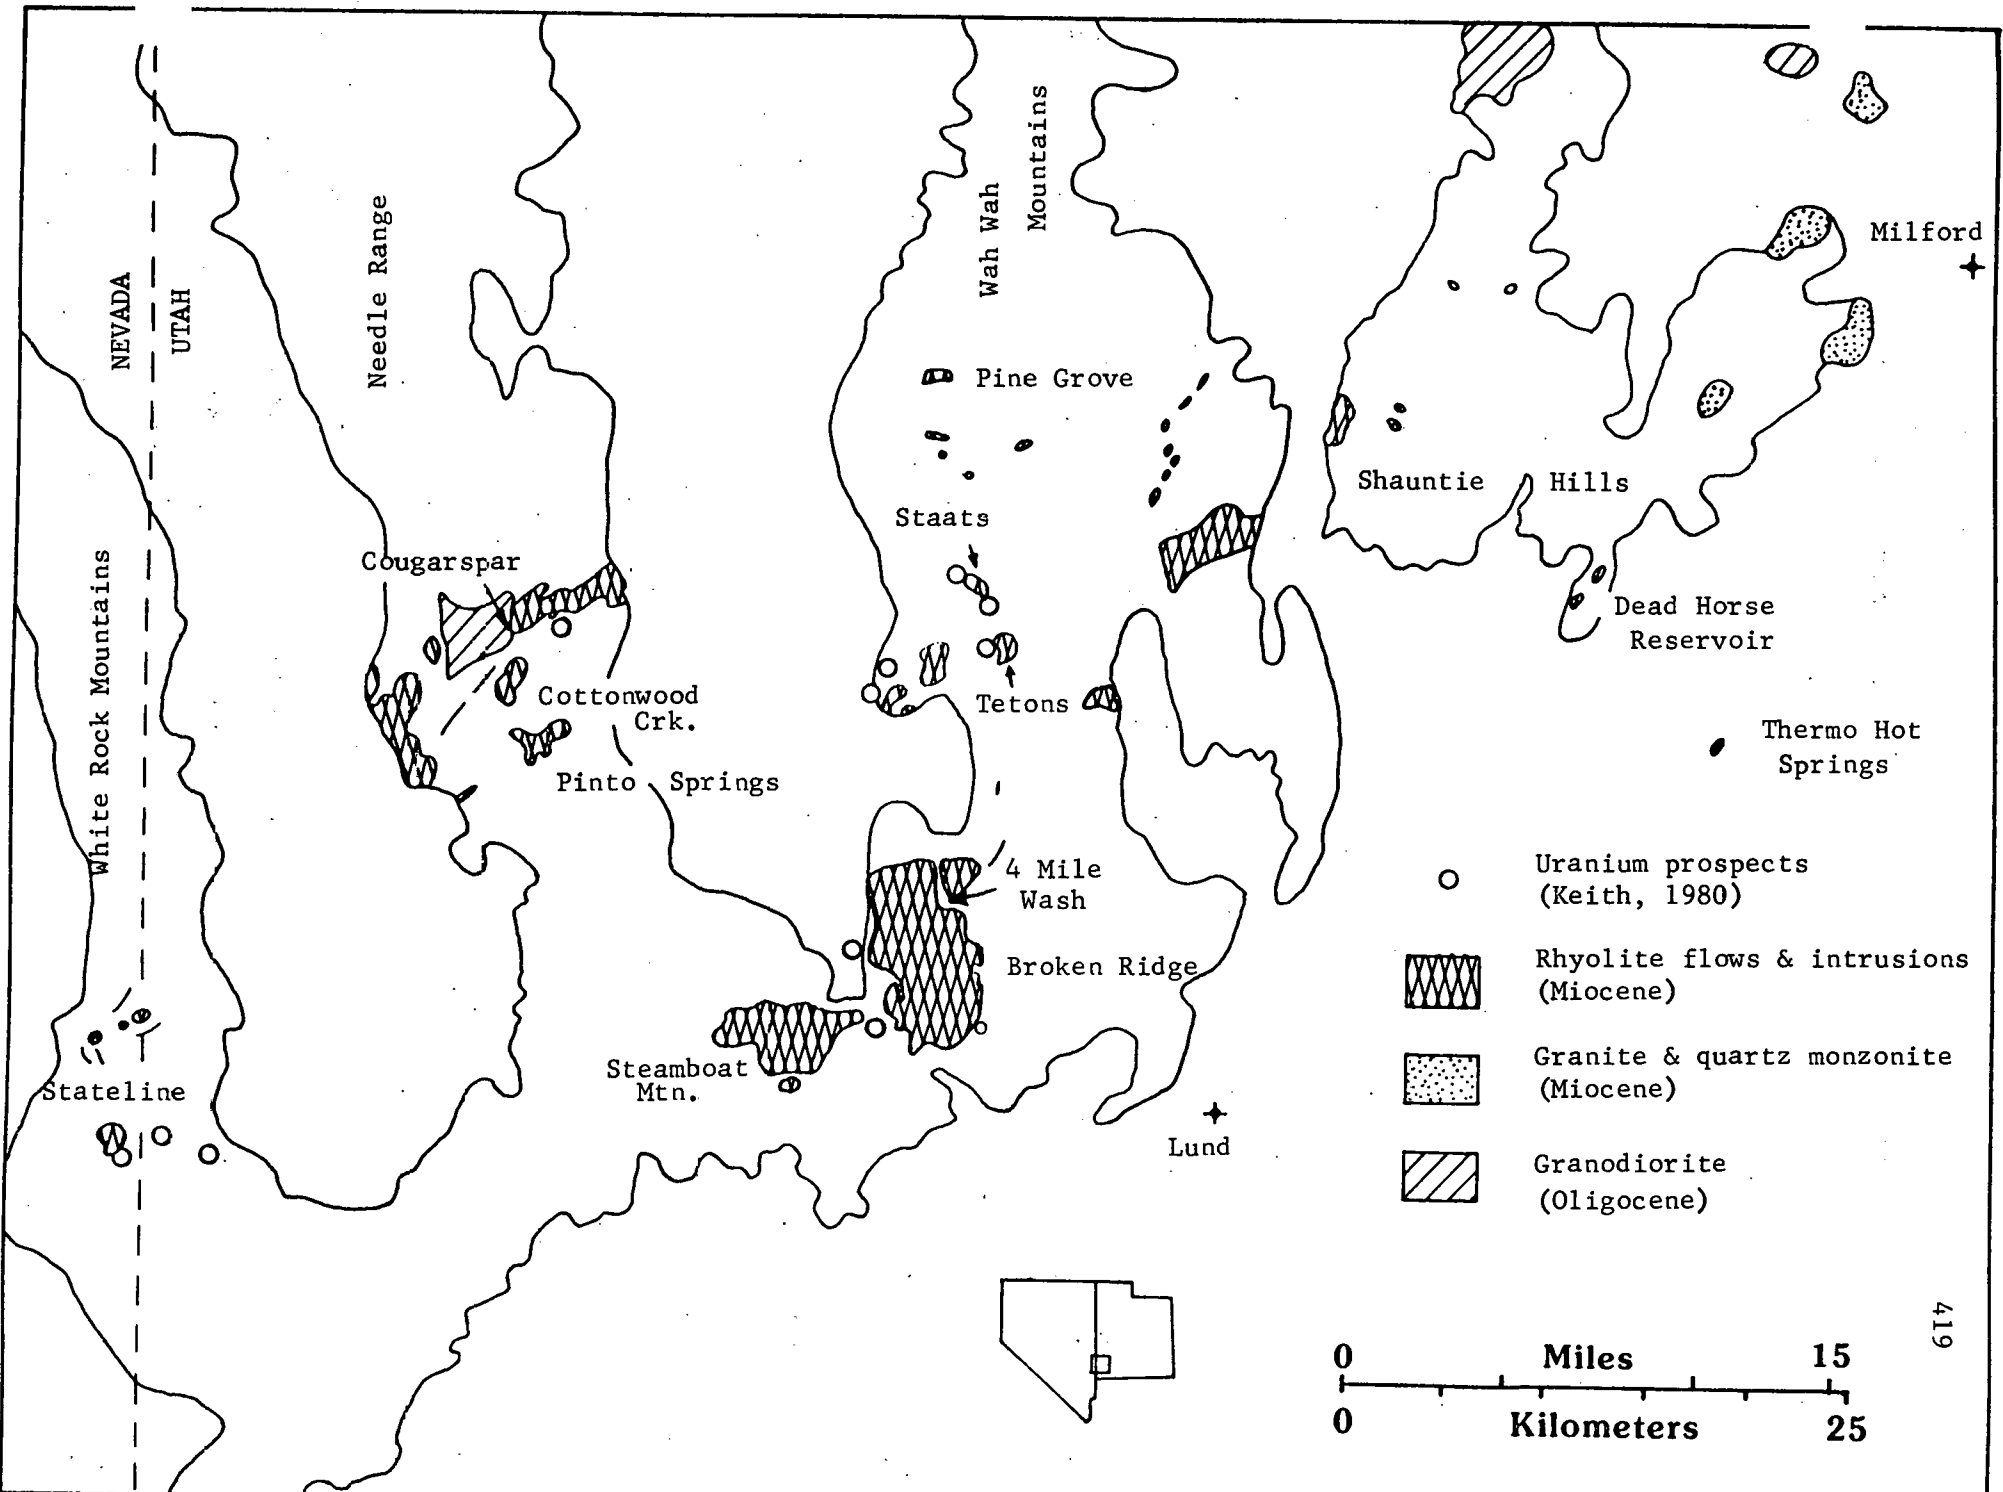 Wah Wah
Mountains
Needle Range
NEVADA
UTAH
Milford
Pine Grove
Shauntie Hills
Staats
Cougarspar
White Rock Mountains
Dead Horse
Reservoir
Cottonwood
Crk.
Tetons
Pinto Springs
Thermo Hot
Springs
4 Mile
Wash
Broken Ridge
Steamboat
Mtn.
Stateline
Lund
Uranium prospects
(Keith, 1980)
Rhyolite flows & intrusions
(Miocene)
Granite & quartz monzonite
(Miocene)
Granodiorite
(Oligocene)
0 Miles 15
0 Kilometers 25
419